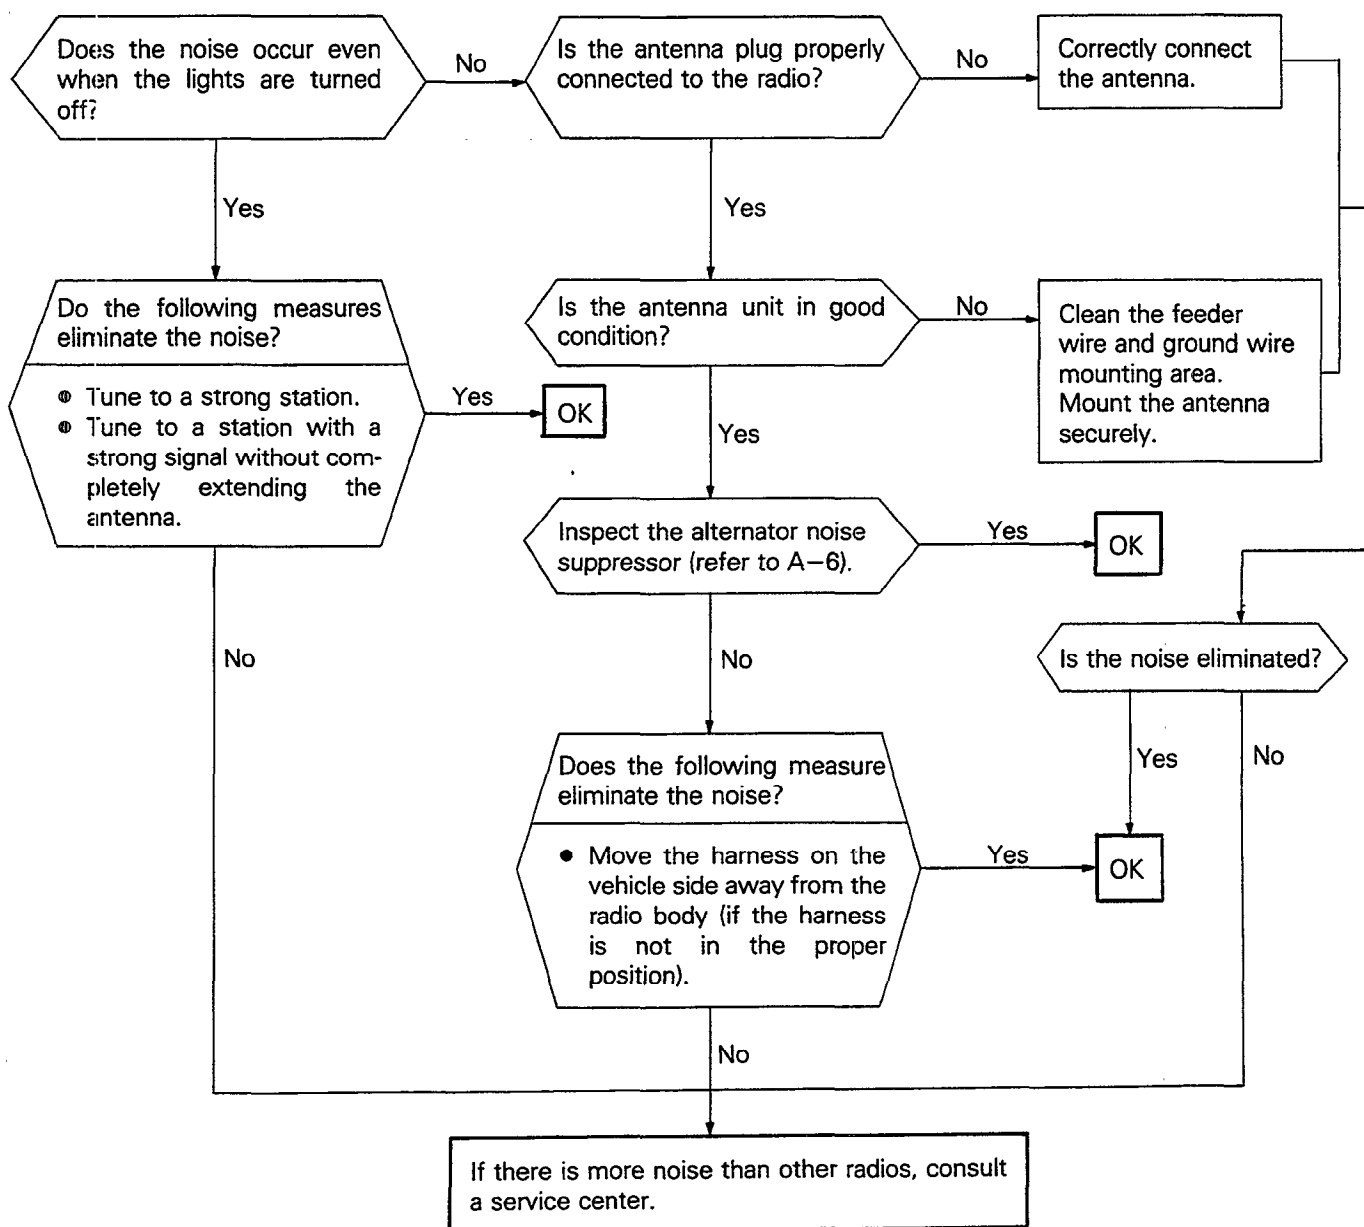 Does the noise occur even
when the lights are turned
off?
No
Is the antenna plug properly
connected to the radio?
No
Correctly connect
the antenna.
Yes
Yes
Do the following measures
eliminate the noise?
● Tune to a strong station.
● Tune to a station with a
strong signal without com-
pletely extending the
antenna.
Yes
OK
Is the antenna unit in good
condition?
No
Clean the feeder
wire and ground wire
mounting area.
Mount the antenna
securely.
Yes
Inspect the alternator noise
suppressor (refer to A–6).
Yes
OK
No
No
Is the noise eliminated?
Yes
No
Does the following measure
eliminate the noise?
● Move the harness on the
vehicle side away from the
radio body (if the harness
is not in the proper
position).
Yes
OK
No
If there is more noise than other radios, consult
a service center.